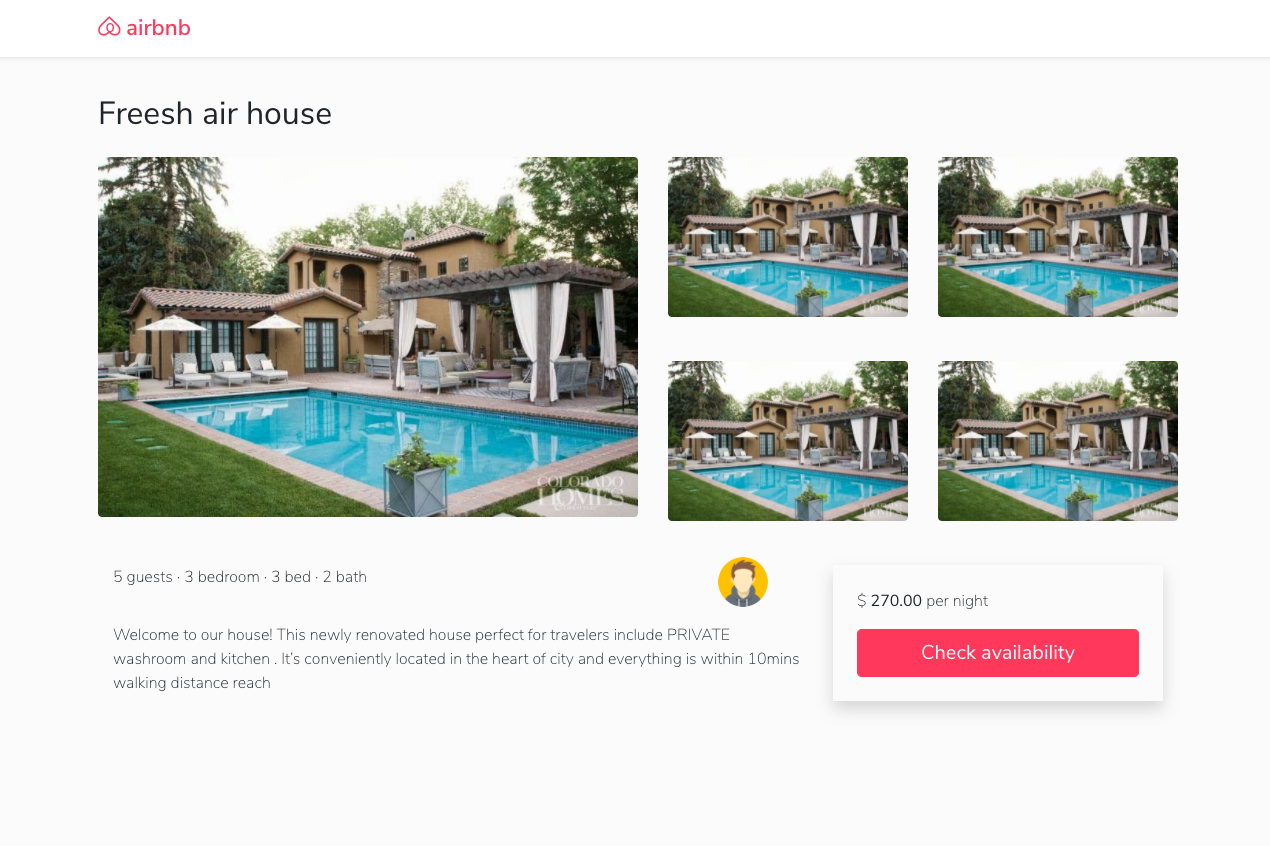 airbnb
Freesh air house
COLORADO
HOMES
5 guests · 3 bedroom · 3 bed · 2 bath
Welcome to our house! This newly renovated house perfect for travelers include PRIVATE
washroom and kitchen . It's conveniently located in the heart of city and everything is within 10mins
walking distance reach
$ 270.00 per night
Check availability